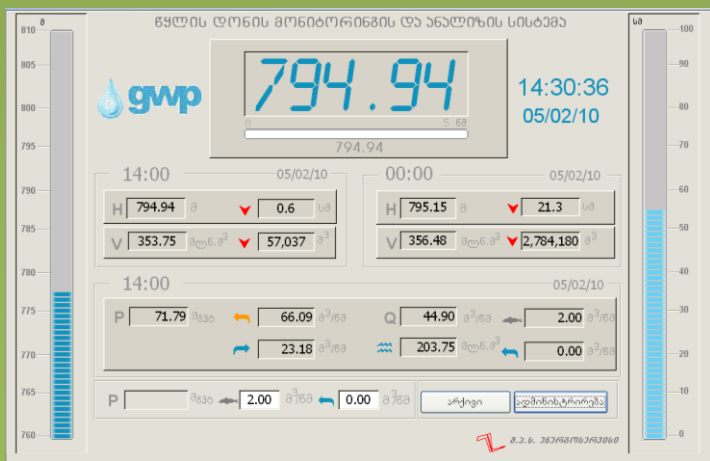 წყლის დონის მონიტორინგის და ანალიზის სისტემა
მ
სმ
810
805
800
795
790
785
780
775
770
765
760
100
90
80
70
60
50
40
30
20
10
0
gwp
794.94
0 5 წმ
794.94
14:30:36
05/02/10
14:00 05/02/10
H 794.94 მ 0.6 სმ
V 353.75 მლნ.მ³ 57,037 მ³
00:00 05/02/10
H 795.15 მ 21.3 სმ
V 356.48 მლნ.მ³ 2,784,180 მ³
14:00 05/02/10
P 71.79 მგვტ 66.09 მ³/წმ Q 44.90 მ³/წმ 2.00 მ³/წმ
23.18 მ³/წმ 203.75 მლნ.მ³ 0.00 მ³/წმ
P მგვტ 2.00 მ³/წმ 0.00 მ³/წმ არქივი ადმინისტრირება
შ.პ.ს. ენერგოსერვისი